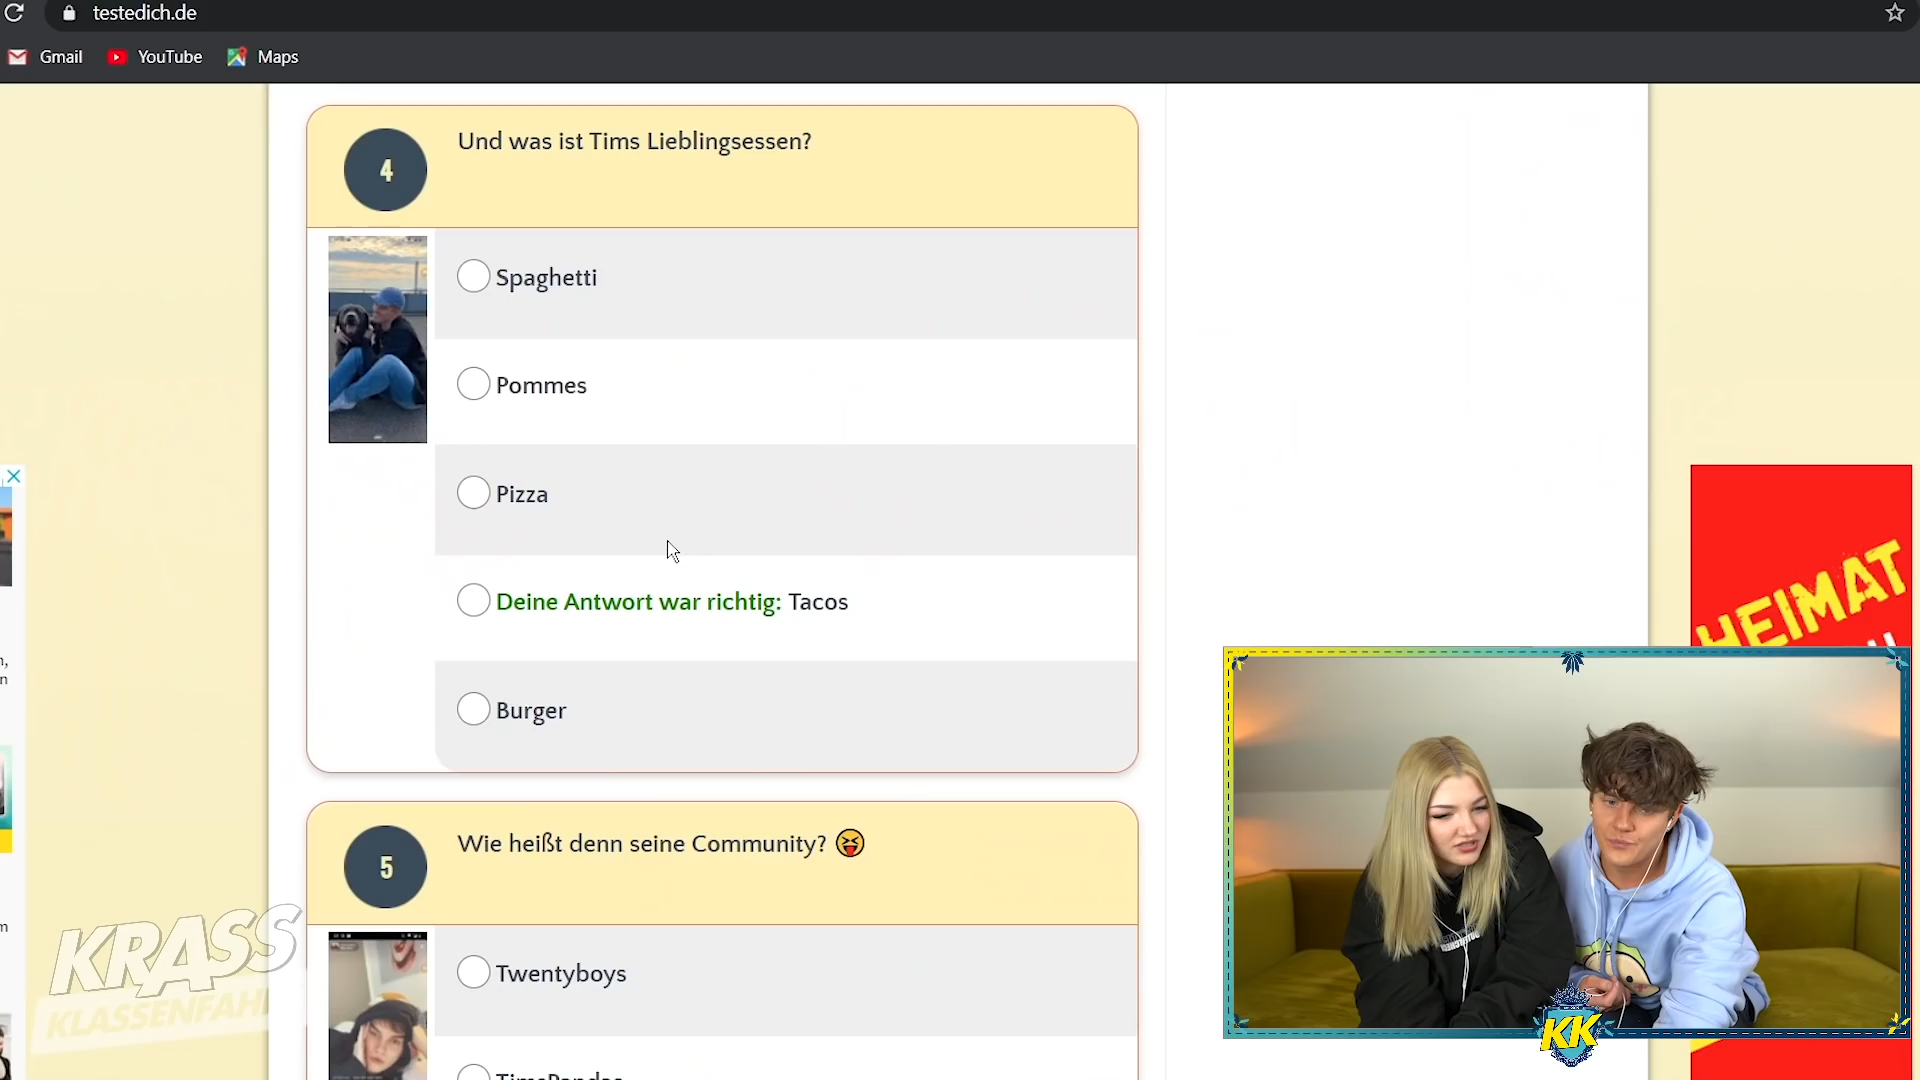 testedich.de
Gmail
YouTube
Maps
4
Und was ist Tims Lieblingsessen?
Spaghetti
Pommes
Pizza
Deine Antwort war richtig: Tacos
Burger
5
Wie heißt denn seine Community? 😝
Twentyboys
HEIMAT
KRASS
KLASSENFAH
KK